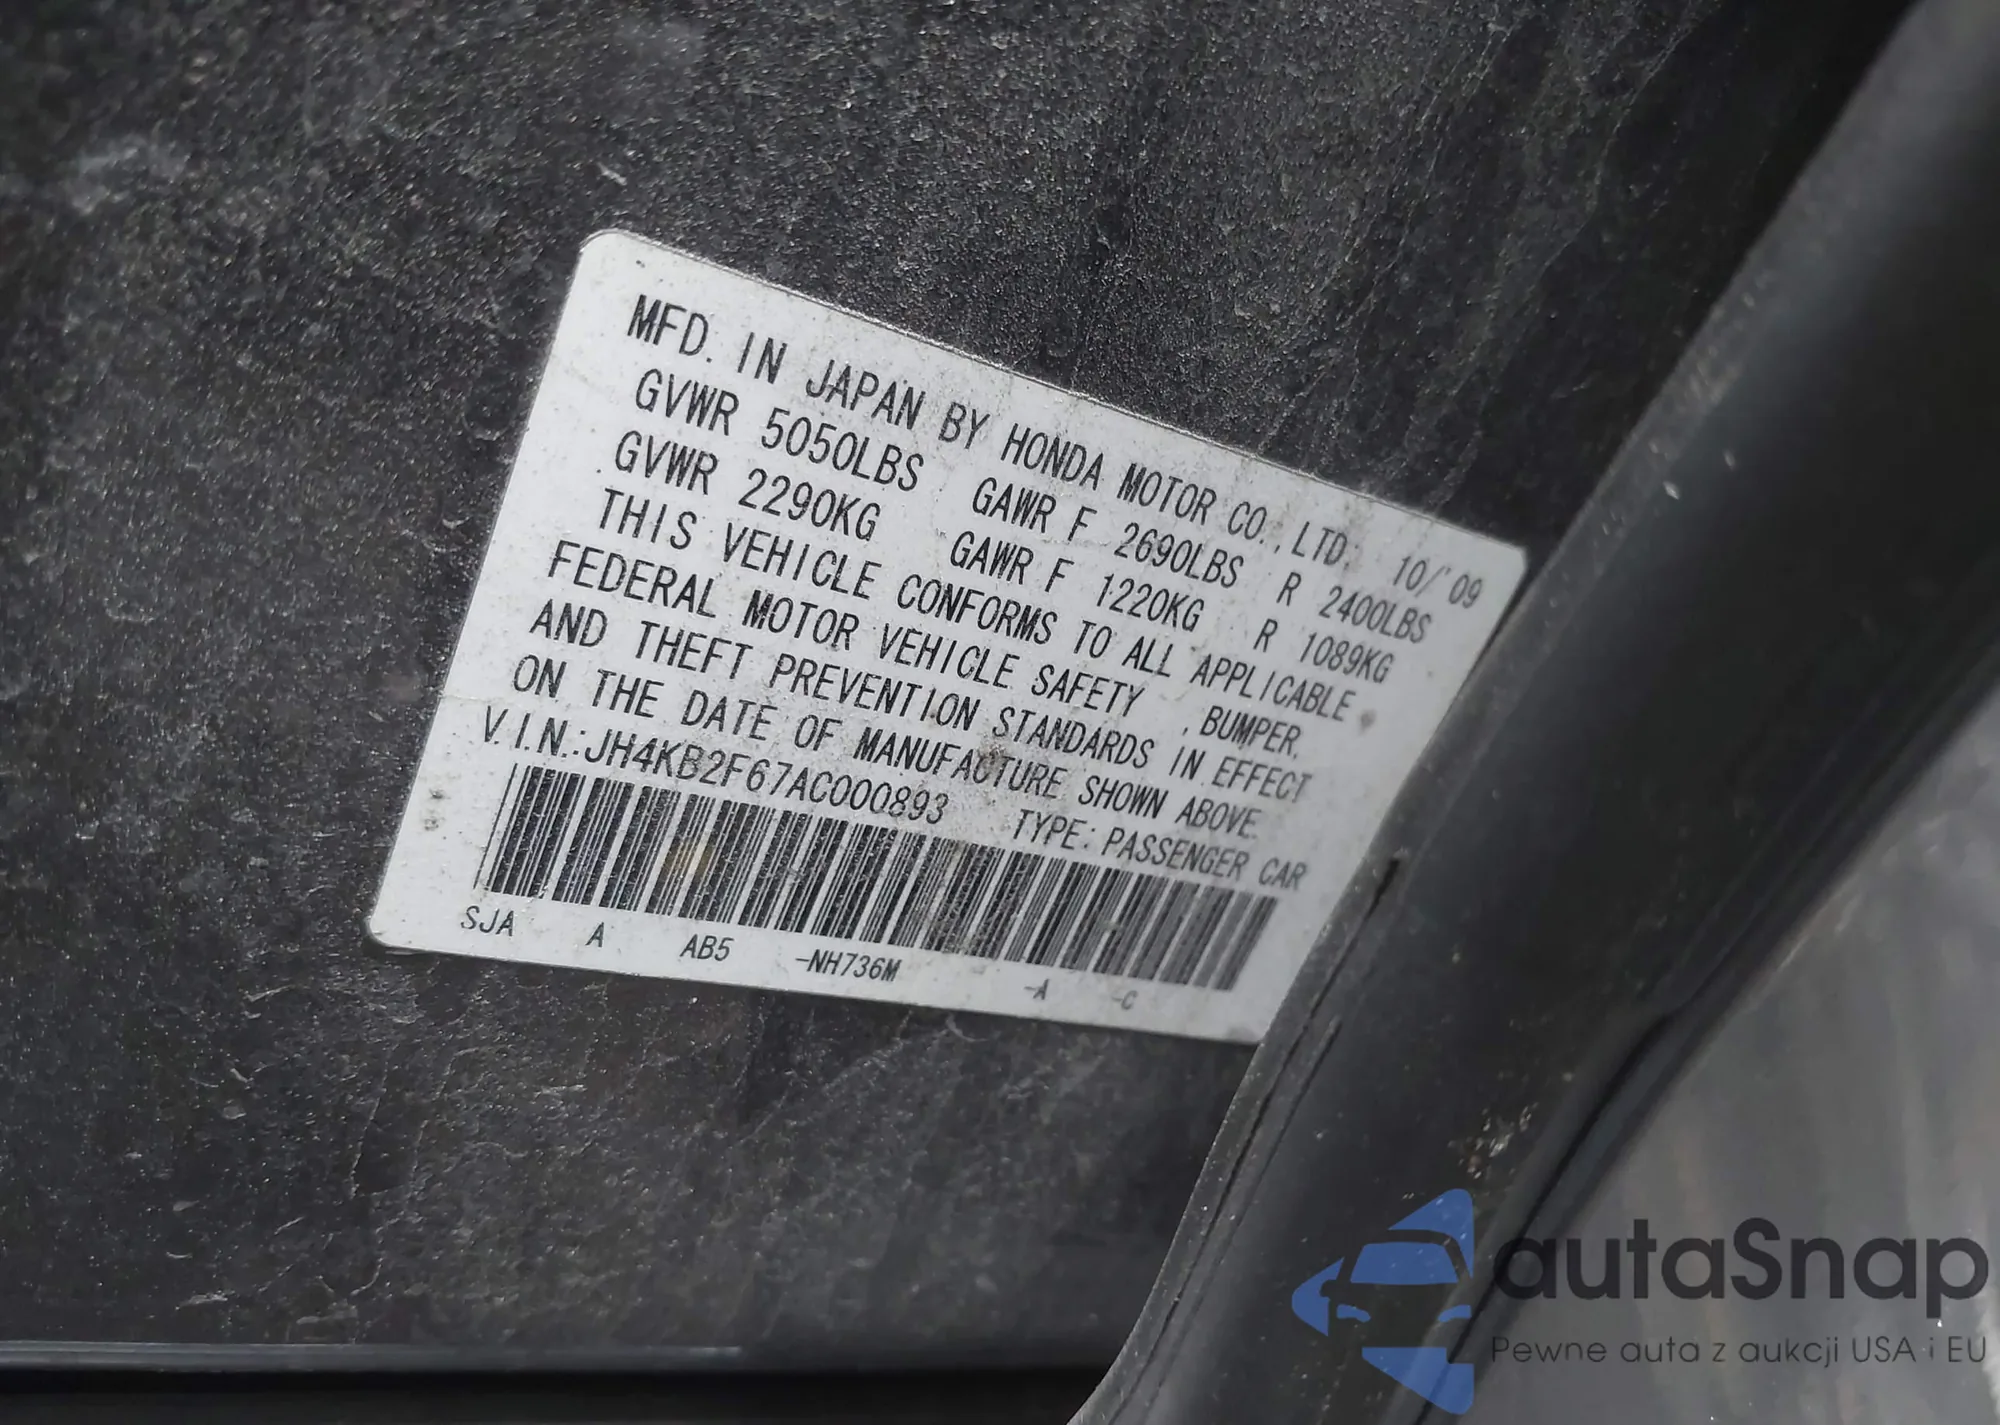 MFD. IN JAPAN BY HONDA MOTOR CO., LTD. 10/'09
GVWR 5050LBS GAWR F 2690LBS R 2400LBS
GVWR 2290KG GAWR F 1220KG R 1089KG
THIS VEHICLE CONFORMS TO ALL APPLICABLE
FEDERAL MOTOR VEHICLE SAFETY , BUMPER,
AND THEFT PREVENTION STANDARDS IN EFFECT
ON THE DATE OF MANUFACTURE SHOWN ABOVE.
V.I.N.:JH4KB2F67AC000893 TYPE: PASSENGER CAR
SJA A AB5 -NH736M -A -C
autaSnap
Pewne auta z aukcji USA i EU